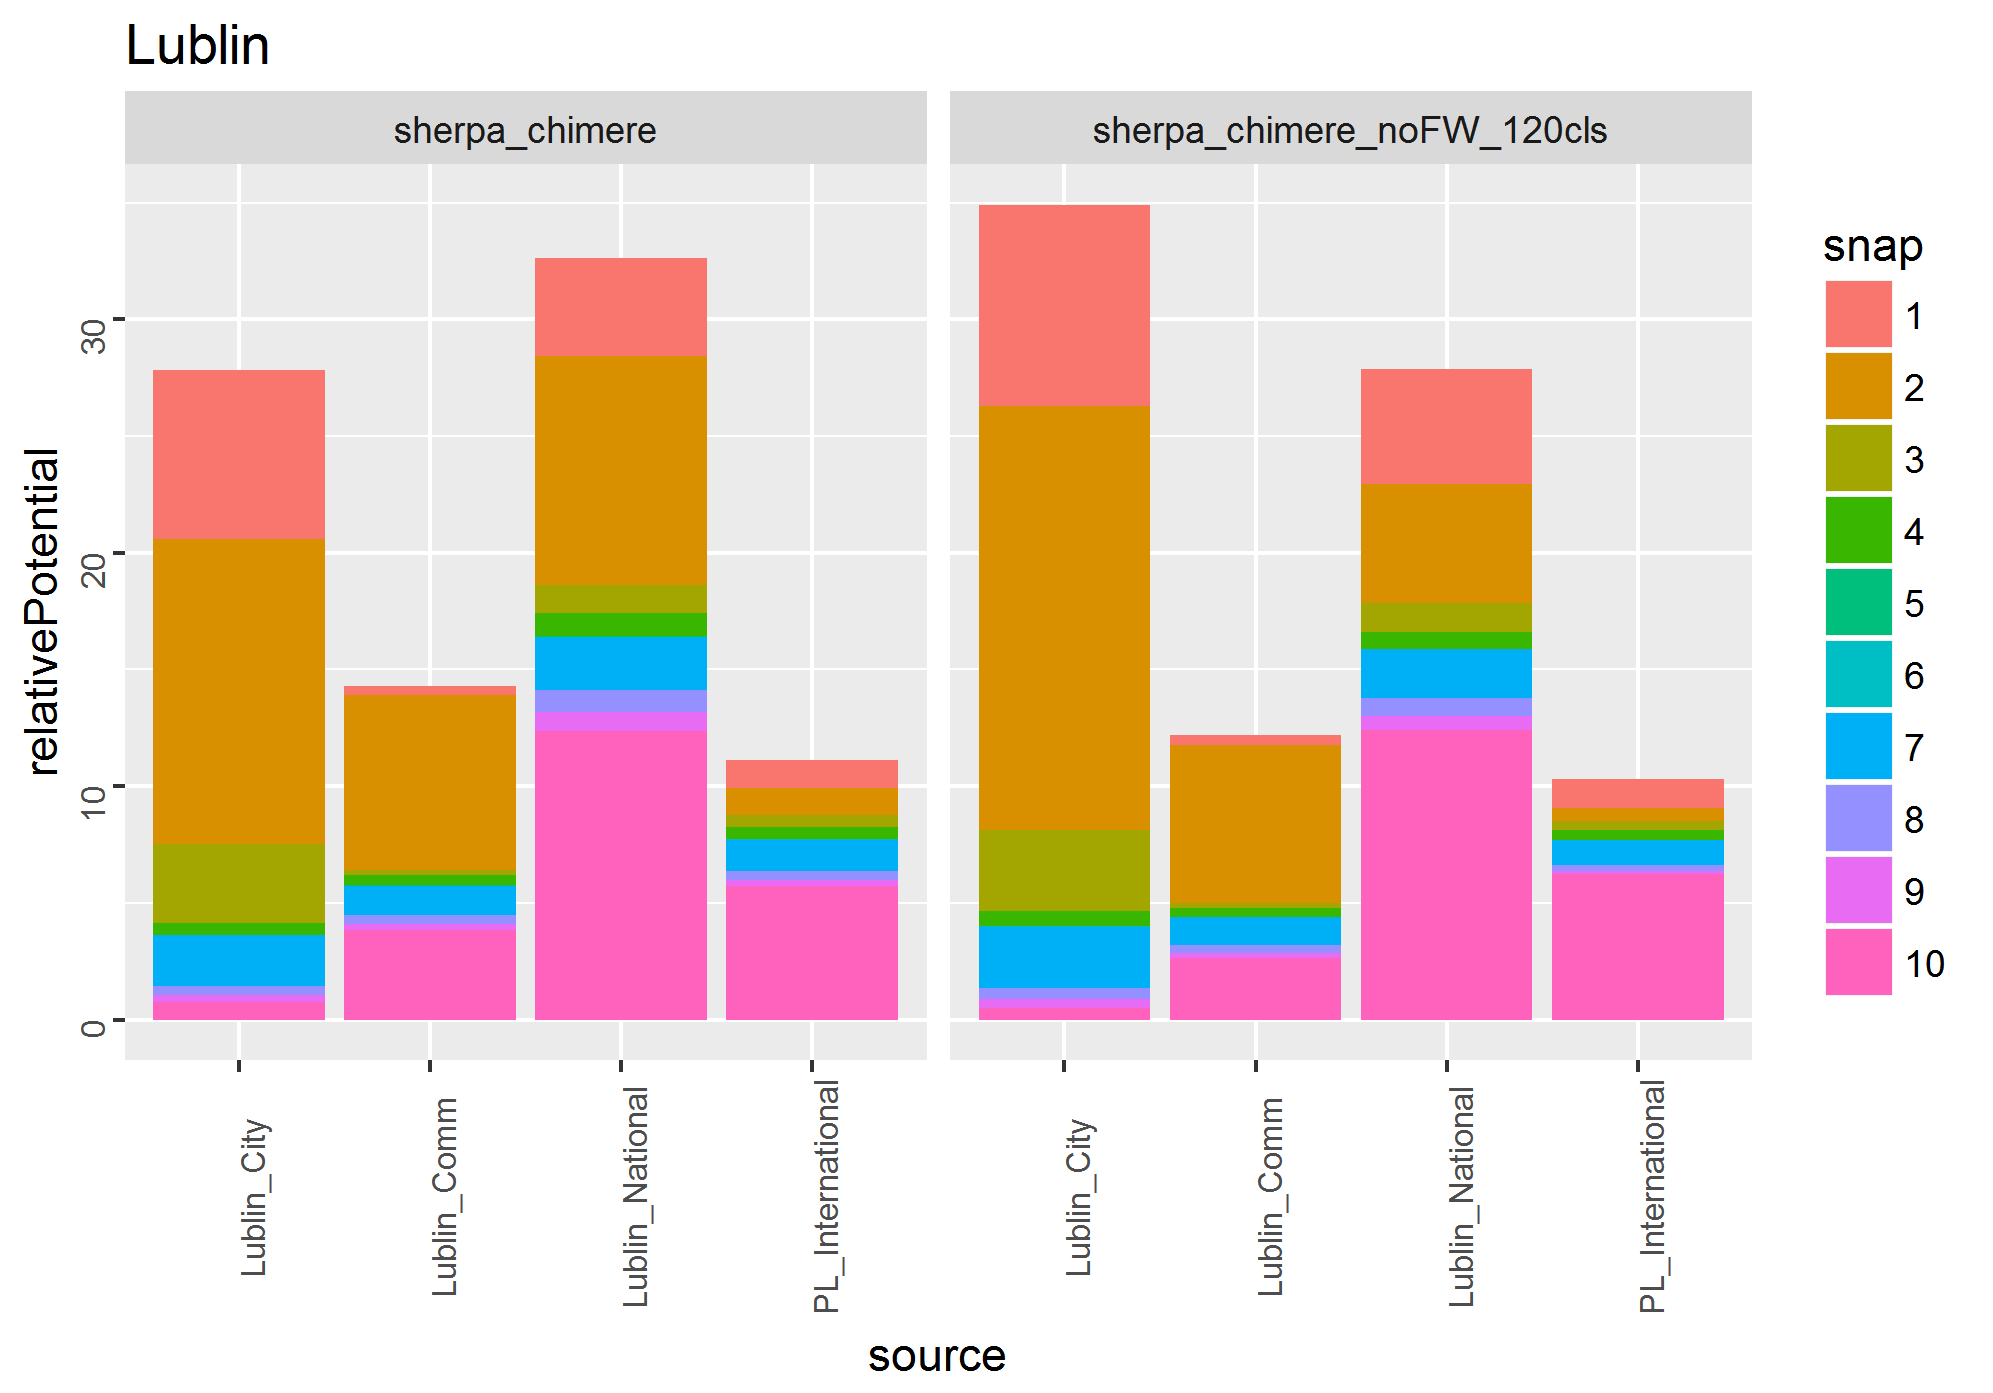 Lublin
sherpa_chimere
sherpa_chimere_noFW_120cls
relativePotential
30
20
10
0
Lublin_City
Lublin_Comm
Lublin_National
PL_International
Lublin_City
Lublin_Comm
Lublin_National
PL_International
source
snap
1
2
3
4
5
6
7
8
9
10